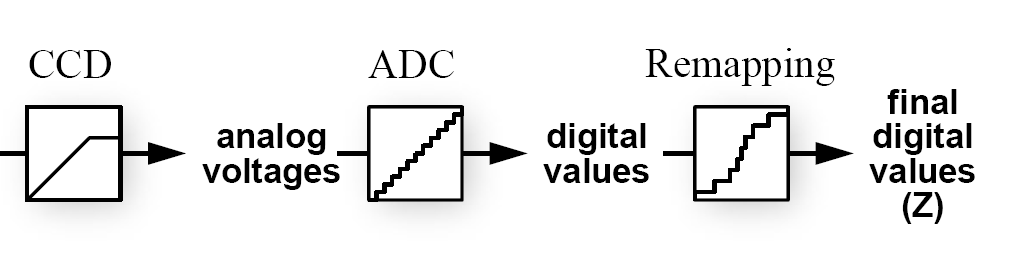 CCD
ADC
Remapping
analog
voltages
digital
values
final
digital
values
(Z)